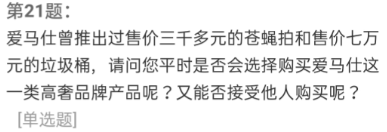 第21题：
爱马仕曾推出过售价三千多元的苍蝇拍和售价七万
元的垃圾桶，请问您平时是否会选择购买爱马仕这
一类高奢品牌产品呢？又能否接受他人购买呢？
[单选题]